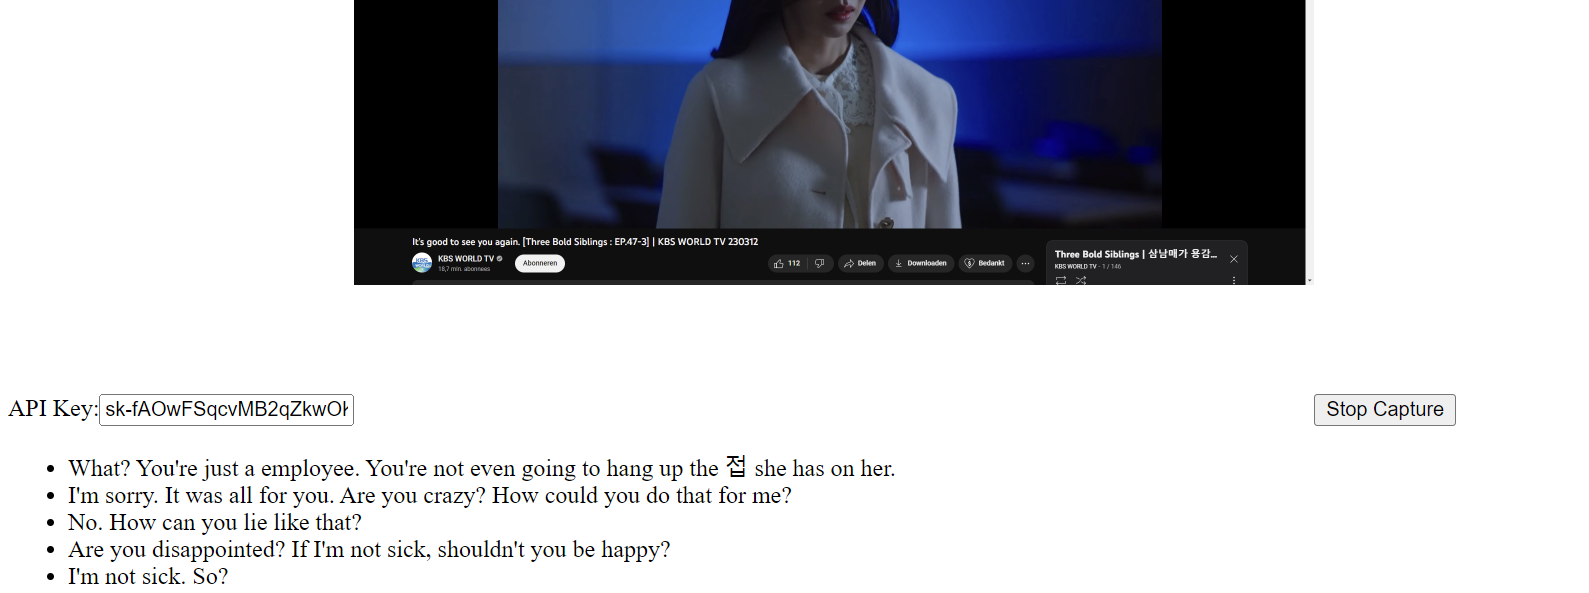 It's good to see you again. [Three Bold Siblings : EP.47-3] | KBS WORLD TV 230312
KBS WORLD TV
18,7 mln. abonnees
Abonneren
112
Delen
Downloaden
Bedankt
Three Bold Siblings | 삼남매가 용감...
KBS WORLD TV - 1 / 146
API Key: sk-fAOwFSqcvMB2qZkwOH
Stop Capture
What? You're just a employee. You're not even going to hang up the 접 she has on her.
I'm sorry. It was all for you. Are you crazy? How could you do that for me?
No. How can you lie like that?
Are you disappointed? If I'm not sick, shouldn't you be happy?
I'm not sick. So?